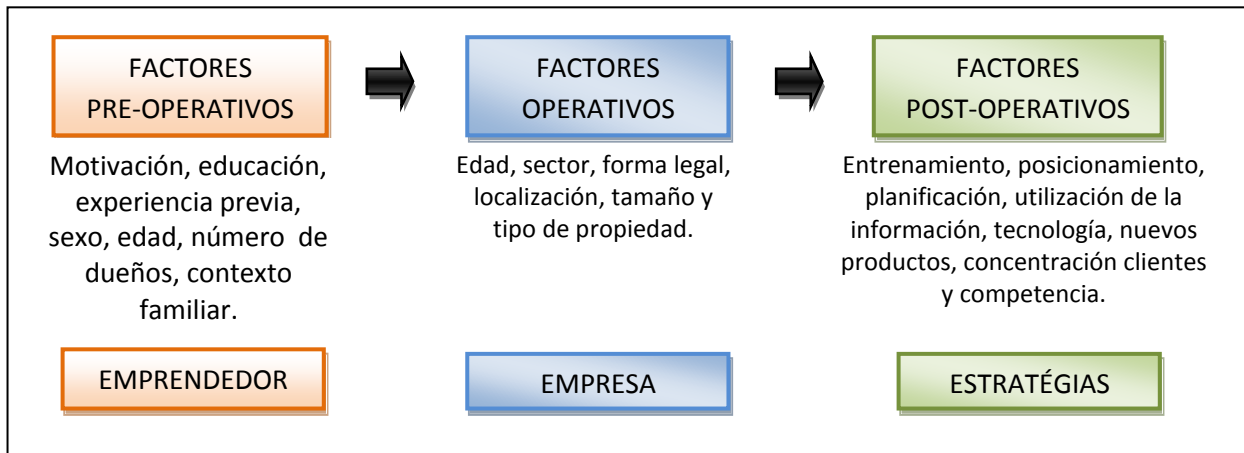 FACTORES
PRE-OPERATIVOS
Motivación, educación,
experiencia previa,
sexo, edad, número de
dueños, contexto
familiar.
EMPRENDEDOR
FACTORES
OPERATIVOS
Edad, sector, forma legal,
localización, tamaño y
tipo de propiedad.
EMPRESA
FACTORES
POST-OPERATIVOS
Entrenamiento, posicionamiento,
planificación, utilización de la
información, tecnología, nuevos
productos, concentración clientes
y competencia.
ESTRATÉGIAS